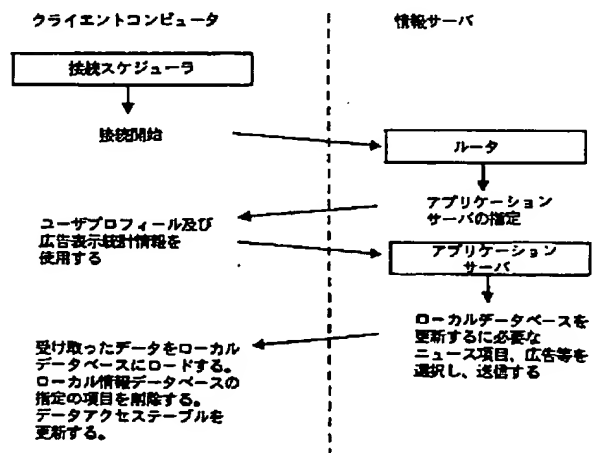 クライエントコンピュータ
情報サーバ
接続スケジューラ
接続開始
ルータ
アプリケーション
サーバの指定
ユーザプロフィール及び
広告表示統計情報を
使用する
アプリケーション
サーバ
ローカルデータベースを
更新するに必要な
ニュース項目、広告等を
選択し、送信する
受け取ったデータをローカル
データベースにロードする。
ローカル情報データベースの
指定の項目を削除する。
データアクセステーブルを
更新する。